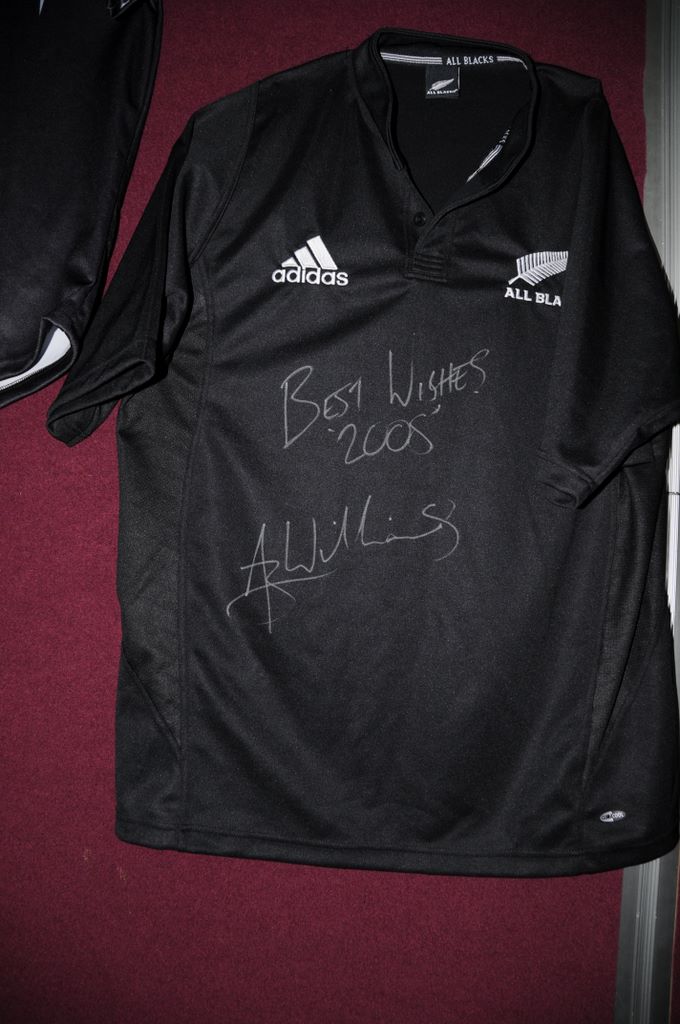 ALL BLACKS
ALL BLACKS
adidas
ALL BLA
BEST WISHES
'2005'
A Williams